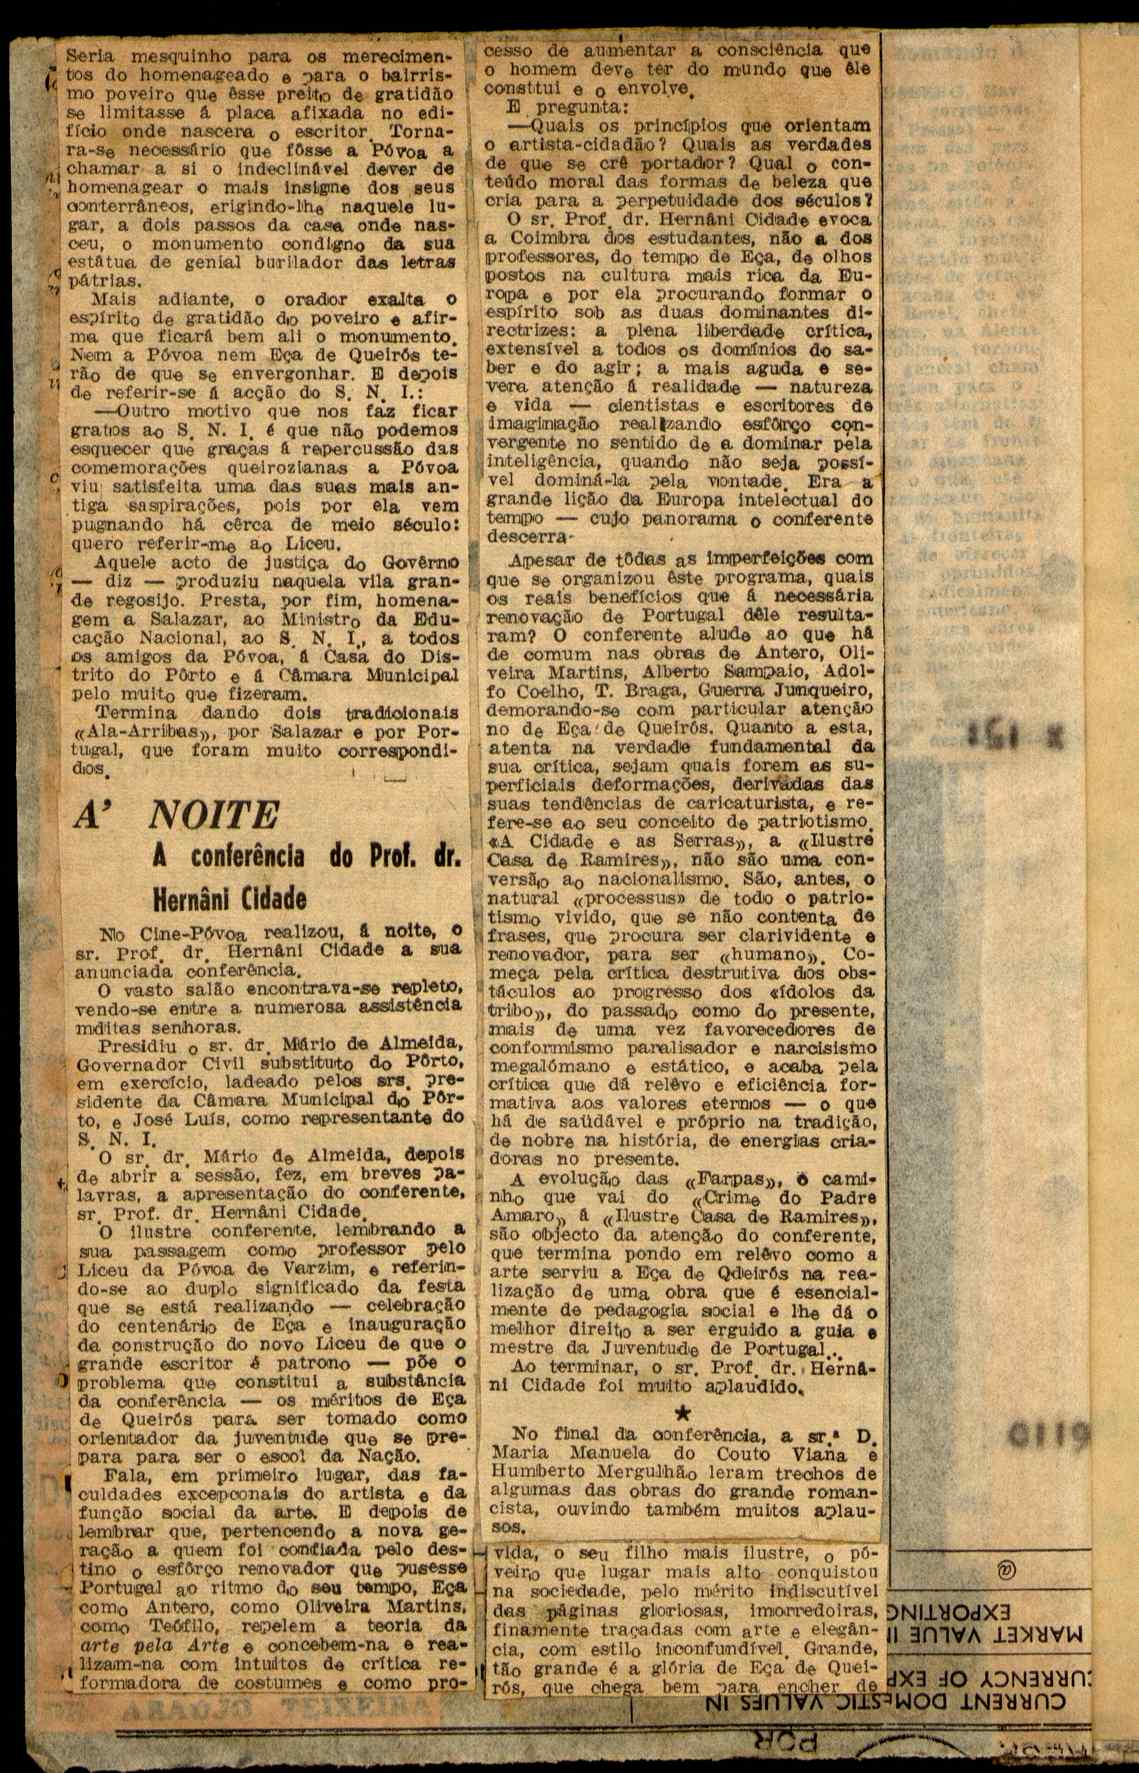 Seria mesquinho para os merecimen-
tos do homenageado e para o bairris-
mo poveiro que êsse preito de gratidão
se limitasse á placa afixada no edi-
fício onde nascera o escritor. Torna-
ra-se necessário que fôsse a Póvoa a
chamar a si o indeclinável dever de
homenagear o mais insigne dos seus
conterrâneos, erigindo-lhe naquele lu-
gar, a dois passos da casa onde nas-
ceu, o monumento condigno da sua
estátua de genial burilador das letras
pátrias.
Mais adiante, o orador exalta o
espírito de gratidão do poveiro e afir-
ma que ficará bem ali o monumento.
Nem a Póvoa nem Eça de Queirós te-
rão de que se envergonhar. E depois
de referir-se á acção do S. N. I.:
—Outro motivo que nos faz ficar
gratos ao S. N. I. é que não podemos
esquecer que graças á repercussão das
comemorações queirozianas a Póvoa
viu satisfeita uma das suas mais an-
tiga saspirações, pois por ela vem
pugnando há cêrca de meio século:
quero referir-me ao Liceu.
Aquele acto de justiça do Govêrno
— diz — produziu naquela vila gran-
de regosijo. Presta, por fim, homena-
gem a Salazar, ao Ministro da Edu-
cação Nacional, ao S. N. I., a todos
os amigos da Póvoa, á Casa do Dis-
trito do Pôrto e á Câmara Municipal
pelo muito que fizeram.
Termina dando dois tradicionais
«Ala-Arribas», por Salazar e por Por-
tugal, que foram muito correspondi-
dos.
A' NOITE
A conferência do Prof. dr.
Hernâni Cidade
No Cine-Póvoa realizou, á noite, o
sr. Prof. dr. Hernâni Cidade a sua
anunciada conferência.
O vasto salão encontrava-se repleto,
vendo-se entre a numerosa assistência
mditas senhoras.
Presidiu o sr. dr. Mário de Almeida,
Governador Civil substituto do Pôrto,
em exercício, ladeado pelos srs. pre-
sidente da Câmara Municipal do Pôr-
to, e José Luís, como representante do
S. N. I.
O sr. dr. Mário de Almeida, depois
de abrir a sessão, fez, em breves pa-
lavras, a apresentação do conferente,
sr. Prof. dr. Hernâni Cidade.
O ilustre conferente, lembrando a
sua passagem como professor pelo
Liceu da Póvoa de Varzim, e referin-
do-se ao duplo significado da festa
que se está realizando — celebração
do centenário de Eça e inauguração
da construção do novo Liceu de que o
grande escritor é patrono — põe o
problema que constitui a substância
da conferência — os méritos de Eça
de Queirós para ser tomado como
orientador da juventude que se pre-
para para ser o escol da Nação.
Fala, em primeiro lugar, das fa-
culdades excepcionais do artista e da
função social da arte. E depois de
lembrar que, pertencendo a nova ge-
ração a quem foi confiada pelo des-
tino o esfôrço renovador que pusesse
Portugal ao ritmo do seu tempo, Eça
como Antero, como Oliveira Martins,
como Teófilo, repelem a teoria da
arte pela Arte e concebem-na e rea-
lizam-na com intuitos de crítica re-
formadora de costumes e como pro-
cesso de aumentar a consciência que
o homem deve ter do mundo que êle
constitui e o envolve.
E pregunta:
—Quais os princípios que orientam
o artista-cidadão? Quais as verdades
de que se crê portador? Qual o con-
teúdo moral das formas de beleza que
cria para a perpetuidade dos séculos?
O sr. Prof. dr. Hernâni Cidade evoca
a Coimbra dos estudantes, não a dos
professores, do tempo de Eça, de olhos
postos na cultura mais rica da Eu-
ropa e por ela procurando formar o
espírito sob as duas dominantes di-
rectrizes: a plena liberdade crítica,
extensível a todos os domínios do sa-
ber e do agir; a mais aguda e se-
vera atenção á realidade — natureza
e vida — cientistas e escritores de
imaginação realizando esfôrço con-
vergente no sentido de a dominar pela
inteligência, quando não seja possí-
vel dominá-la pela vontade. Era a
grande lição da Europa intelectual do
tempo — cujo panorama o conferente
descerra.
Apesar de tôdas as imperfeições com
que se organizou êste programa, quais
os reais benefícios que á necessária
renovação de Portugal dêle resulta-
ram? O conferente alude ao que há
de comum nas obras de Antero, Oli-
veira Martins, Alberto Sampaio, Adol-
fo Coelho, T. Braga, Guerra Junqueiro,
demorando-se com particular atenção
no de Eça de Queirós. Quanto a esta,
atenta na verdade fundamental da
sua crítica, sejam quais forem as su-
perficiais deformações, derivadas das
suas tendências de caricaturista, e re-
fere-se ao seu conceito de patriotismo.
«A Cidade e as Serras», a «Ilustre
Casa de Ramires», não são uma con-
versão ao nacionalismo. São, antes, o
natural «processus» de todo o patrio-
tismo vivido, que se não contenta de
frases, que procura ser clarividente e
renovador, para ser «humano». Co-
meça pela crítica destrutiva dos obs-
táculos ao progresso dos «ídolos da
tribo», do passado como do presente,
mais de uma vez favorecedores de
conformismo paralisador e narcisismo
megalómano e estático, e acaba pela
crítica que dá relêvo e eficiência for-
mativa aos valores eternos — o que
há de saüdável e próprio na tradição,
de nobre na história, de energias cria-
doras no presente.
A evolução das «Farpas», o cami-
nho que vai do «Crime do Padre
Amaro» á «Ilustre Casa de Ramires»,
são objecto da atenção do conferente,
que termina pondo em relêvo como a
arte serviu a Eça de Qdeirós na rea-
lização de uma obra que é esencial-
mente de pedagogia social e lhe dá o
melhor direito a ser erguido a guia e
mestre da Juventude de Portugal..
Ao terminar, o sr. Prof. dr. Hernâ-
ni Cidade foi muito aplaudido.
★
No final da conferência, a sr.ª D.
Maria Manuela do Couto Viana e
Humberto Mergulhão leram trechos de
algumas das obras do grande roman-
cista, ouvindo também muitos aplau-
sos.
vida, o seu filho mais ilustre, o pó-
veiro que lugar mais alto conquistou
na sociedade, pelo mérito indiscutível
das páginas gloriosas, imorredoiras,
finamente traçadas com arte e elegân-
cia, com estilo inconfundível. Grande,
tão grande é a glória de Eça de Quei-
rós, que chega bem para encher de
@
EXPORTING
MARKET VALUE I
CURRENCY OF EXP
CURRENT DOMESTIC VALUES IN
ARAUJO TEIXEIRA
POR